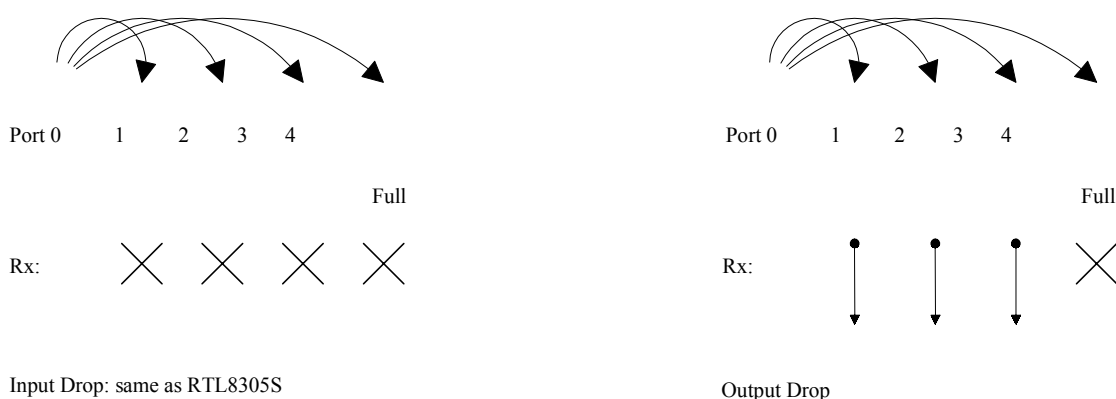 Port 0 1 2 3 4
Full
Rx:
Input Drop: same as RTL8305S
Port 0 1 2 3 4
Full
Rx:
Output Drop